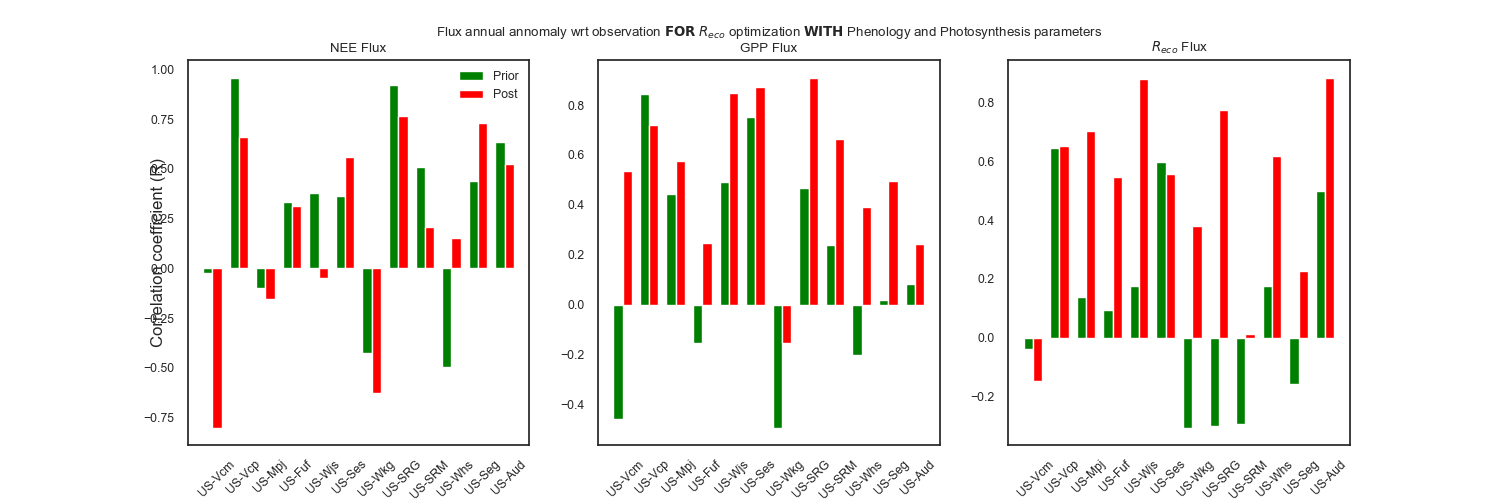 Flux annual annomaly wrt observation FOR Reco optimization WITH Phenology and Photosynthesis parameters
NEE Flux
GPP Flux
Reco Flux
Correlation coefficient (R)
1.00
0.75
0.50
0.25
0.00
−0.25
−0.50
−0.75
Prior
Post
US-Vcm
US-Vcp
US-Mpj
US-Fuf
US-Wjs
US-Ses
US-Wkg
US-SRG
US-SRM
US-Whs
US-Seg
US-Aud
0.8
0.6
0.4
0.2
0.0
−0.2
−0.4
US-Vcm
US-Vcp
US-Mpj
US-Fuf
US-Wjs
US-Ses
US-Wkg
US-SRG
US-SRM
US-Whs
US-Seg
US-Aud
0.8
0.6
0.4
0.2
0.0
−0.2
US-Vcm
US-Vcp
US-Mpj
US-Fuf
US-Wjs
US-Ses
US-Wkg
US-SRG
US-SRM
US-Whs
US-Seg
US-Aud